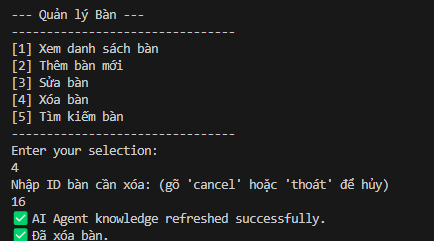 --- Quản lý Bàn ---
--------------------------------
[1] Xem danh sách bàn
[2] Thêm bàn mới
[3] Sửa bàn
[4] Xóa bàn
[5] Tìm kiếm bàn
--------------------------------
Enter your selection:
4
Nhập ID bàn cần xóa: (gõ 'cancel' hoặc 'thoát' để hủy)
16
✅ AI Agent knowledge refreshed successfully.
✅ Đã xóa bàn.